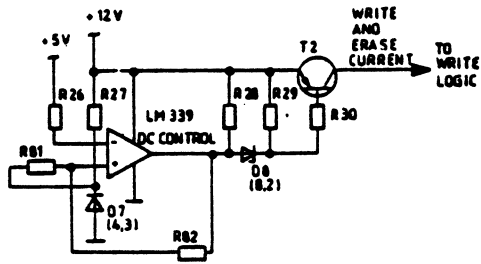 +12V
+5V
WRITE
AND
ERASE
CURRENT
T2
TO
WRITE
LOGIC
R26
R27
R28
R29
R30
LM 339
DC CONTROL
-
+
R81
D7
(4,3)
D8
(8,2)
R82